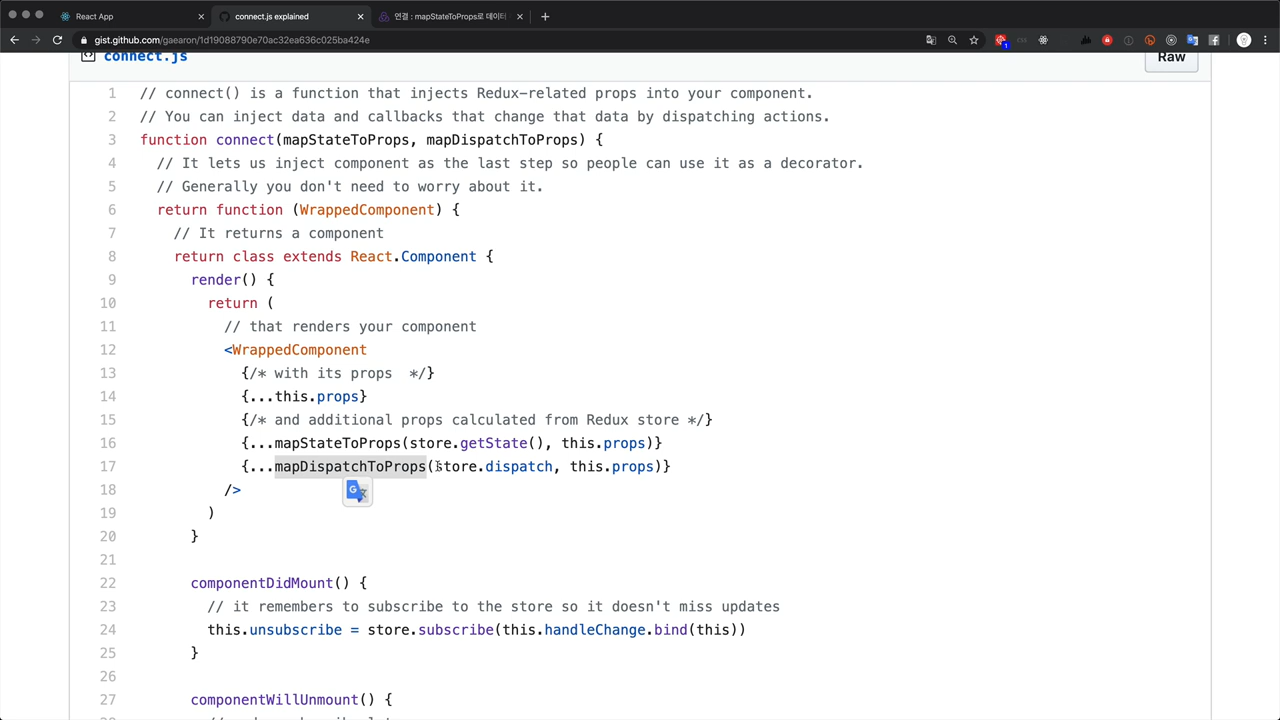 React App
connect.js explained
연결 : mapStateToProps로 데이터
gist.github.com/gaearon/1d19088790e70ac32ea636c025ba424e
connect.js
Raw
1 // connect() is a function that injects Redux-related props into your component.
2 // You can inject data and callbacks that change that data by dispatching actions.
3 function connect(mapStateToProps, mapDispatchToProps) {
4 // It lets us inject component as the last step so people can use it as a decorator.
5 // Generally you don't need to worry about it.
6 return function (WrappedComponent) {
7 // It returns a component
8 return class extends React.Component {
9 render() {
10 return (
11 // that renders your component
12 <WrappedComponent
13 {/* with its props  */}
14 {...this.props}
15 {/* and additional props calculated from Redux store */}
16 {...mapStateToProps(store.getState(), this.props)}
17 {...mapDispatchToProps(store.dispatch, this.props)}
18 />
19 )
20 }
21
22 componentDidMount() {
23 // it remembers to subscribe to the store so it doesn't miss updates
24 this.unsubscribe = store.subscribe(this.handleChange.bind(this))
25 }
26
27 componentWillUnmount() {